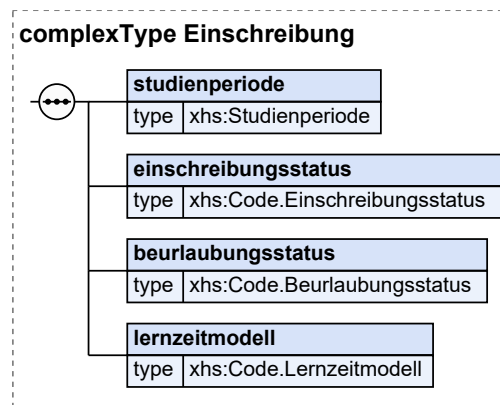 complexType Einschreibung
studienperiode
type xhs:Studienperiode
einschreibungsstatus
type xhs:Code.Einschreibungsstatus
beurlaubungsstatus
type xhs:Code.Beurlaubungsstatus
lernzeitmodell
type xhs:Code.Lernzeitmodell